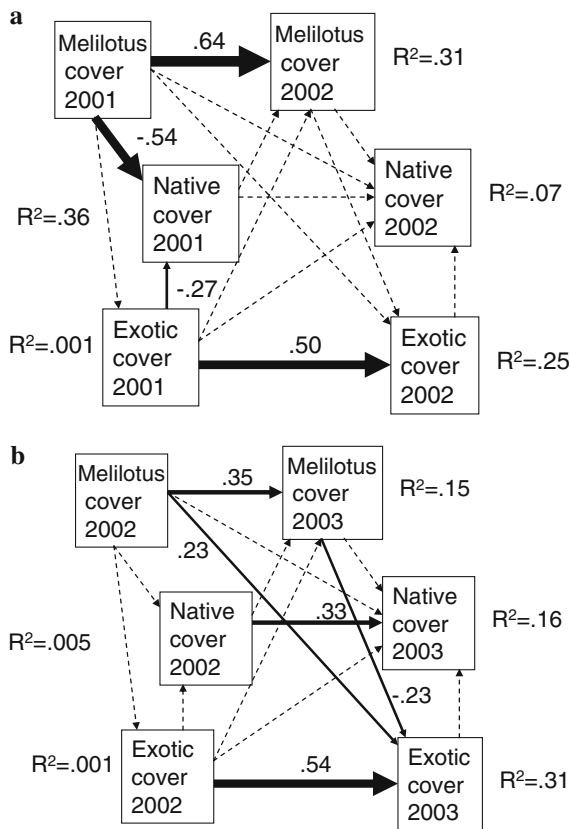 a
Melilotus
cover
2001
.64
Melilotus
cover
2002
R²=.31
-.54
Native
cover
2001
R²=.36
Native
cover
2002
R²=.07
-.27
Exotic
cover
2001
R²=.001
.50
Exotic
cover
2002
R²=.25
b
Melilotus
cover
2002
.35
Melilotus
cover
2003
R²=.15
.23
Native
cover
2002
R²=.005
.33
Native
cover
2003
R²=.16
-.23
Exotic
cover
2002
R²=.001
.54
Exotic
cover
2003
R²=.31